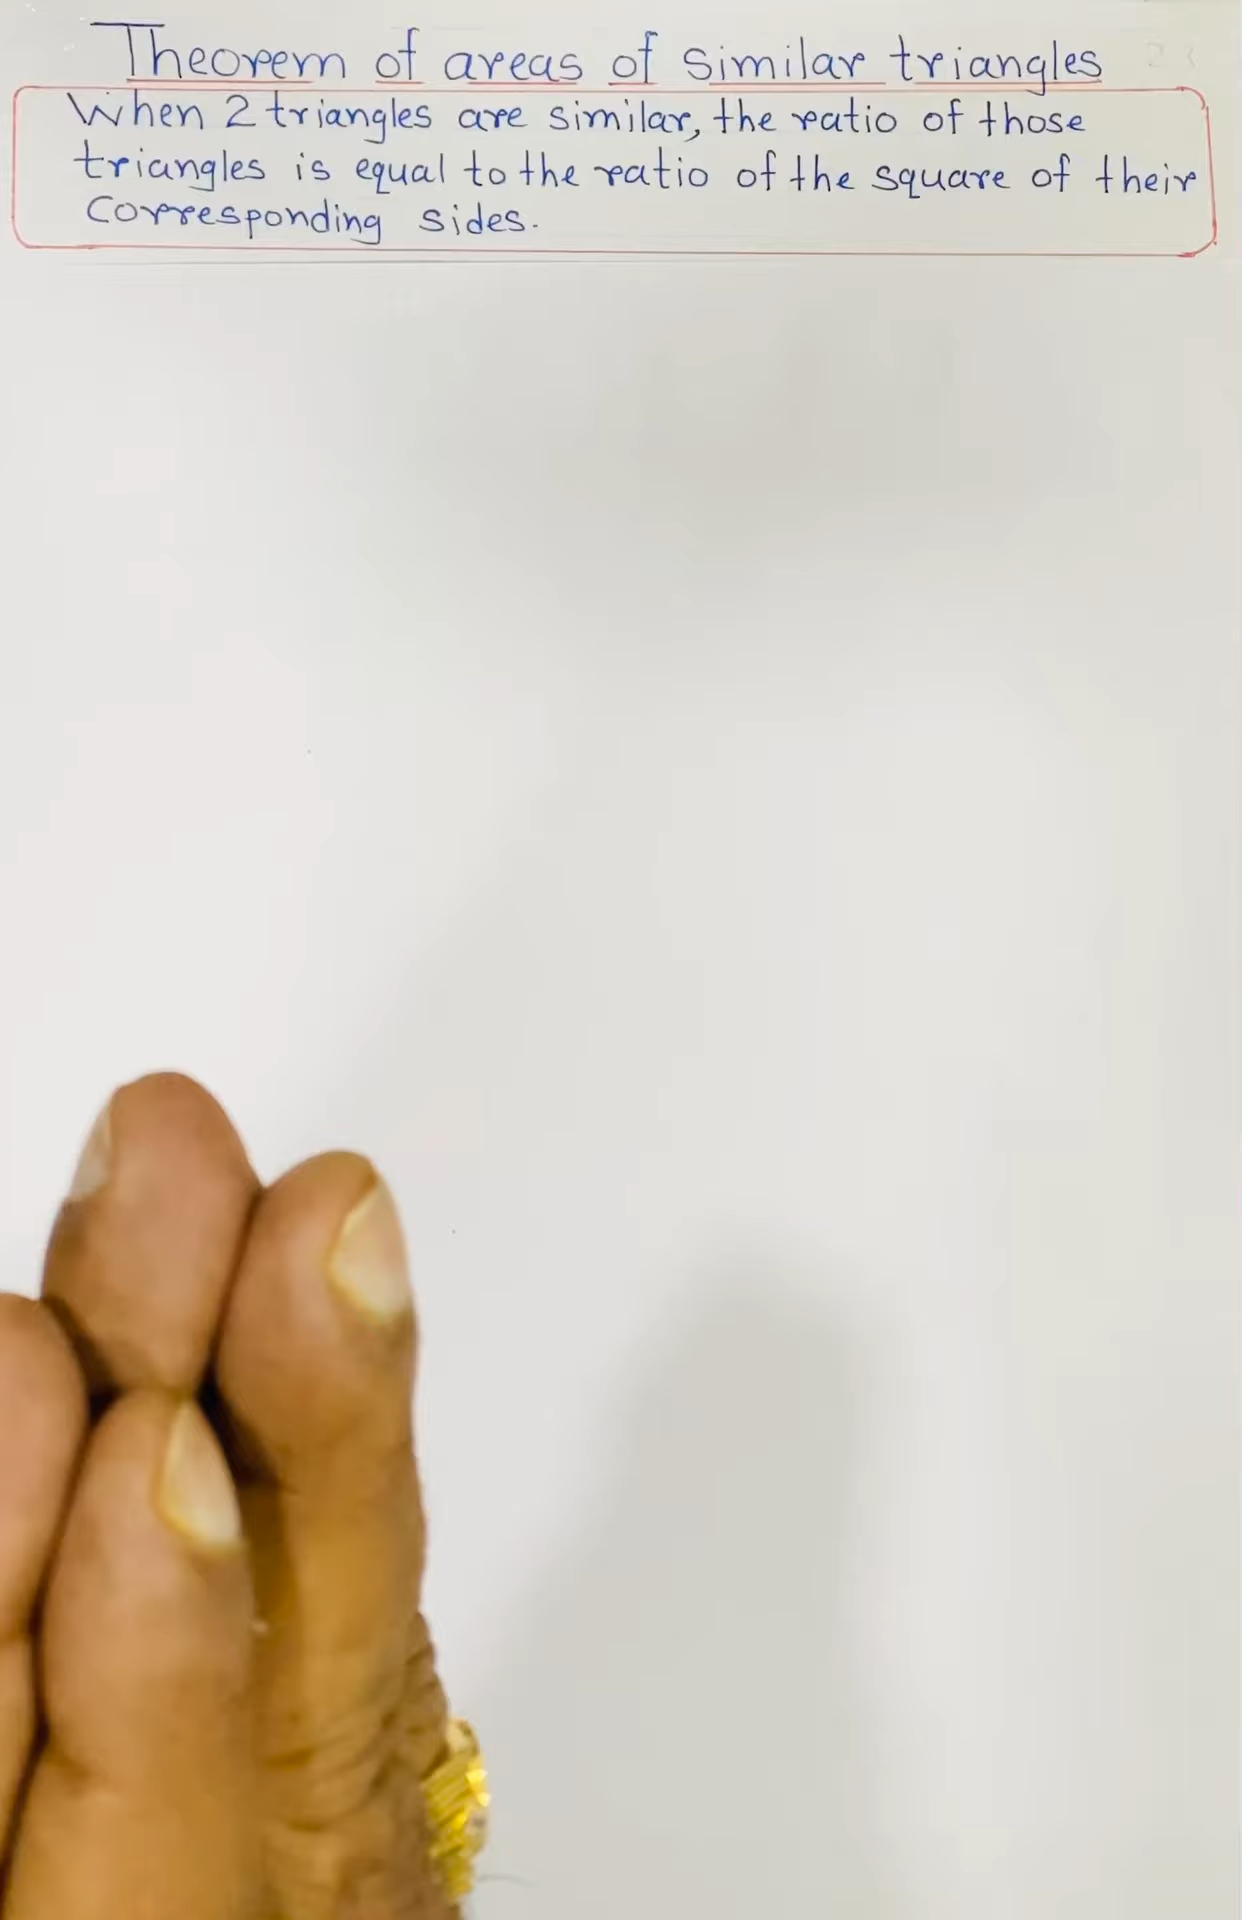 Theorem of areas of similar triangles
When 2 triangles are similar, the ratio of those
triangles is equal to the ratio of the square of their
Corresponding sides.